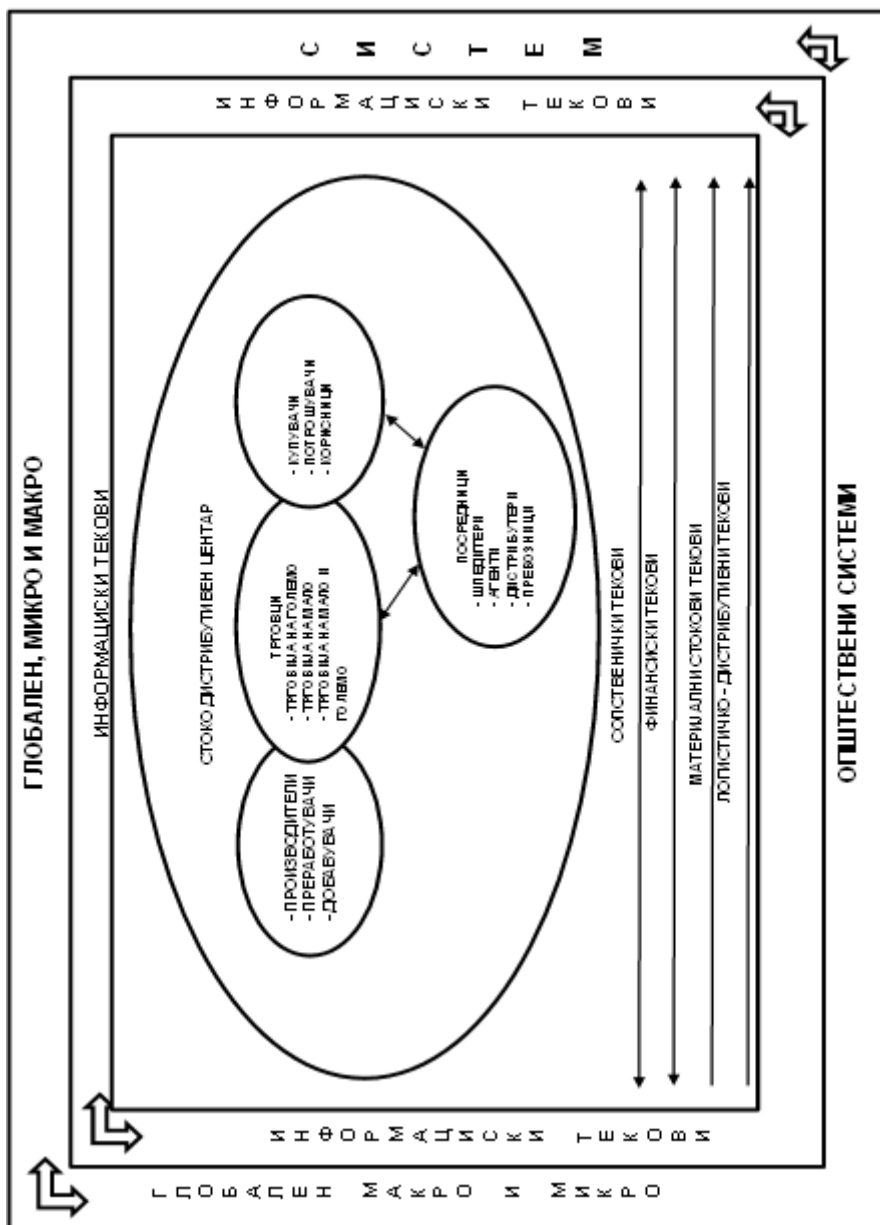 ГЛОБАЛЕН, МИКРО И МАКРО
ГЛОБАЛЕН МАКРО И МИКРО
ИНФОРМАЦИСКИ ТЕКОВИ
ИНФОРМАЦИСКИ ТЕКОВИ
СТОКО ДИСТРИБУТИВЕН ЦЕНТАР
- ПРОИЗВОДИТЕЛИ
- ПРЕРАБОТУВАЧИ
- ДОБАВУВАЧИ
ТРГОВЦИ
- ТРГОВИЈА НА ГОЛЕМО
- ТРГОВИЈА НА МАЛО
- ТРГОВИЈА НА МАЛО И
ГОЛЕМО
- КУПУВАЧИ
- ПОТРОШУВАЧИ
- КОРИСНИЦИ
ПОСРЕДНИЦИ
- ШПЕДИТЕРИ
- АГЕНТИ
- ДИСТРИБУТЕРИ
- ПРЕВОЗНИЦИ
СОПСТВЕНИЧКИ ТЕКОВИ
ФИНАНСИСКИ ТЕКОВИ
МАТЕРИЈАЛНИ СТОКОВИ ТЕКОВИ
ЛОГИСТИЧКО – ДИСТРИБУТИВНИ ТЕКОВИ
ИНФОРМАЦИСКИ ТЕКОВИ
СИСТЕМ
ОПШТЕСТВЕНИ СИСТЕМИ